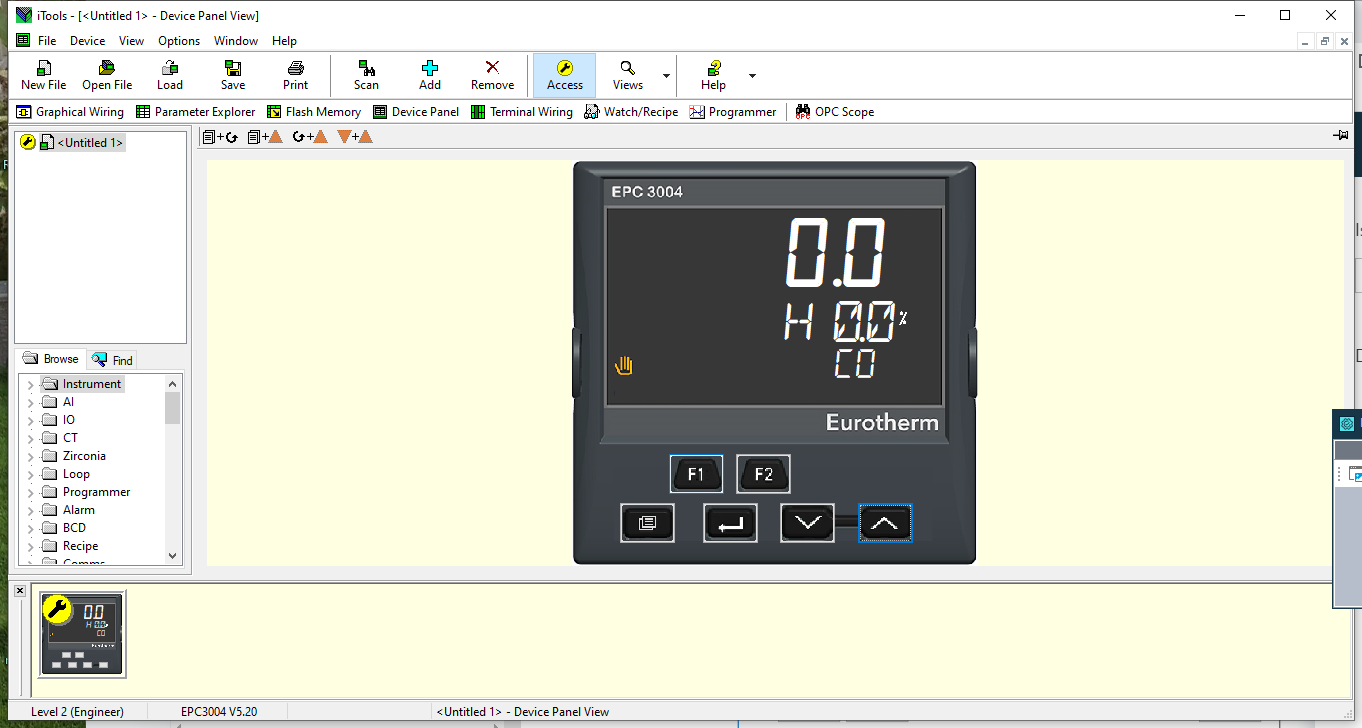 iTools - [<Untitled 1> - Device Panel View]
File Device View Options Window Help
New File Open File Load Save Print Scan Add Remove Access Views Help
Graphical Wiring Parameter Explorer Flash Memory Device Panel Terminal Wiring Watch/Recipe Programmer OPC Scope
<Untitled 1>
Browse Find
Instrument
AI
IO
CT
Zirconia
Loop
Programmer
Alarm
BCD
Recipe
Comms
EPC 3004
0.0
H 0.0%
CO
Eurotherm
F1 F2
0.0
H 0.0%
CO
Eurotherm
Level 2 (Engineer) EPC3004 V5.20 <Untitled 1> - Device Panel View